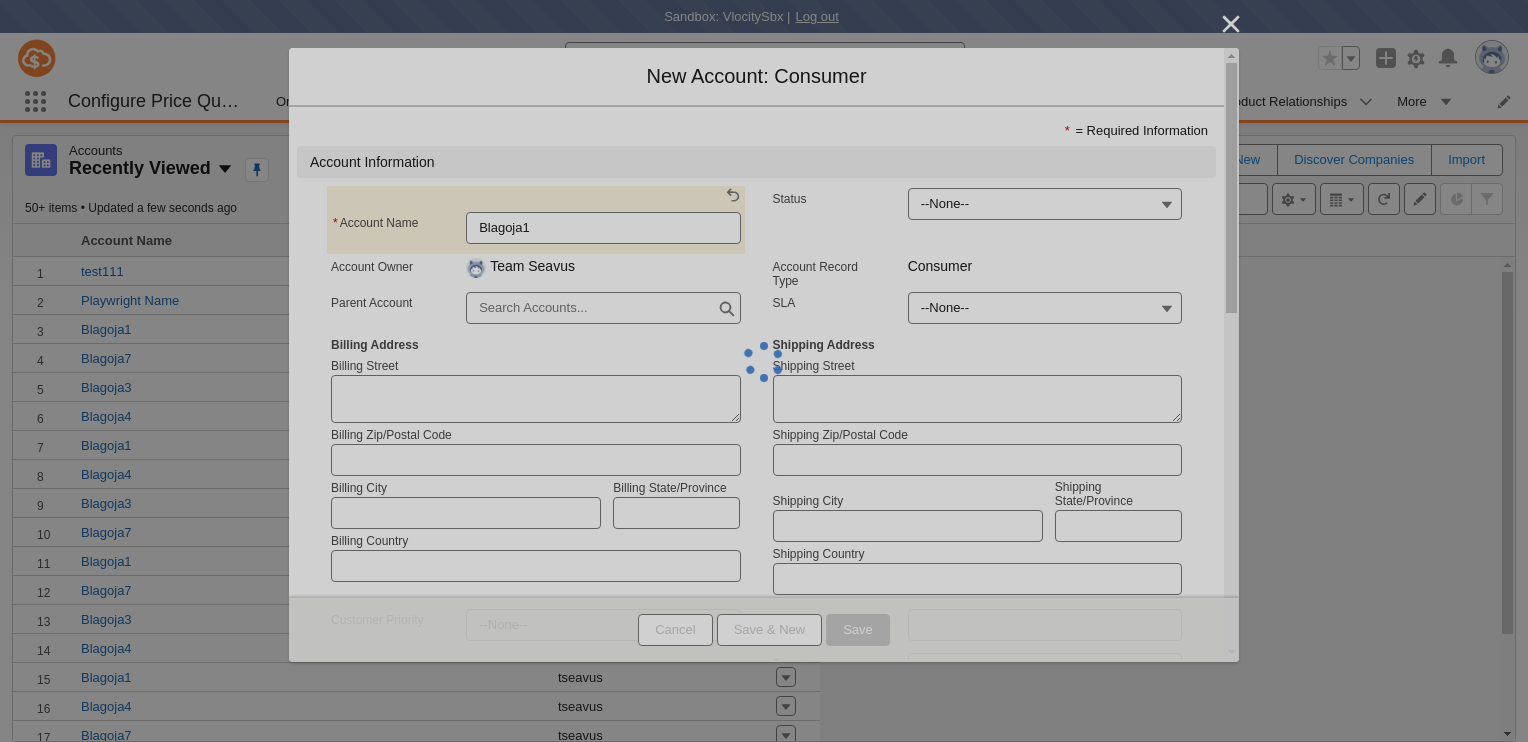 Sandbox: VlocitySbx | Log out
Configure Price Qu...
More
Accounts
Recently Viewed
50+ items • Updated a few seconds ago
Discover Companies
Import
Account Name
1 test111
2 Playwright Name
3 Blagoja1
4 Blagoja7
5 Blagoja3
6 Blagoja4
7 Blagoja1
8 Blagoja4
9 Blagoja3
10 Blagoja7
11 Blagoja1
12 Blagoja7
13 Blagoja3
14 Blagoja4
15 Blagoja1 tseavus
16 Blagoja4 tseavus
17 Blagoja7 tseavus
New
Relationships
New Account: Consumer
* = Required Information
Account Information
* Account Name
Blagoja1
Status
--None--
Account Owner
Team Seavus
Account Record
Type
Consumer
Parent Account
Search Accounts...
SLA
--None--
Billing Address
Shipping Address
Billing Street
Shipping Street
Billing Zip/Postal Code
Shipping Zip/Postal Code
Billing City
Billing State/Province
Shipping City
Shipping
State/Province
Billing Country
Shipping Country
Customer Priority
--None--
Cancel
Save & New
Save